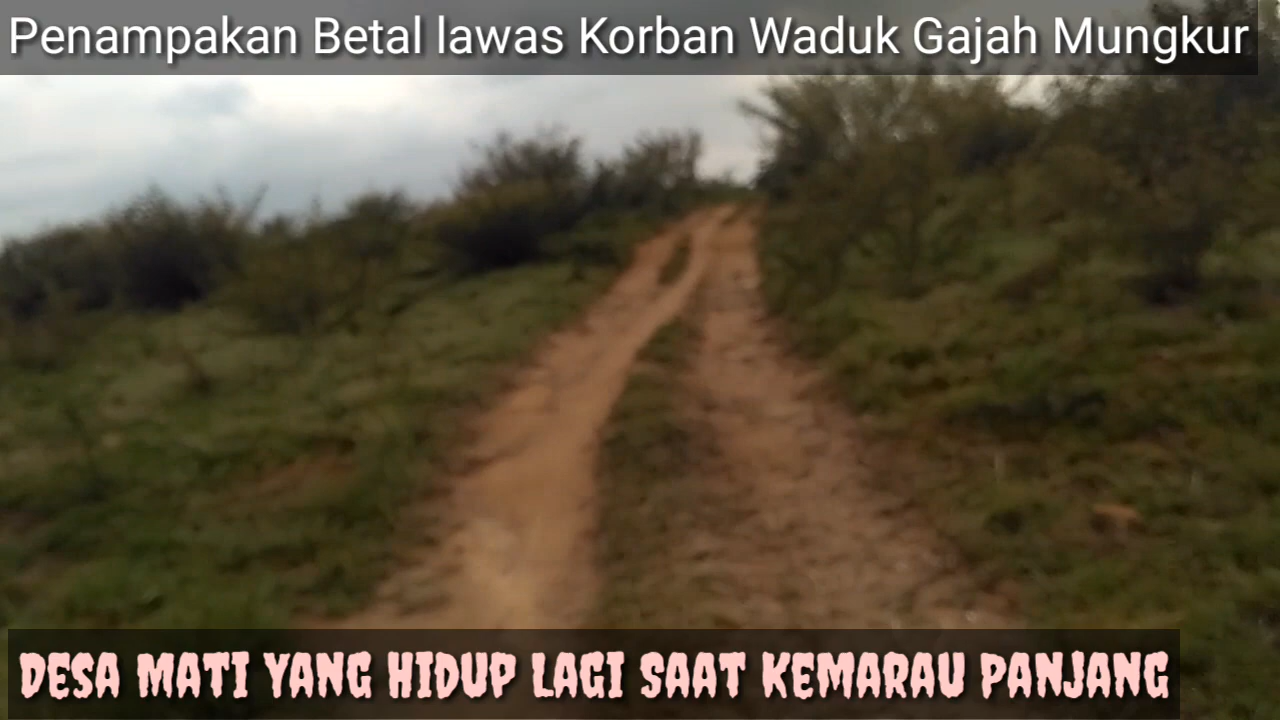 Penampakan Betal lawas Korban Waduk Gajah Mungkur
DESA MATI YANG HIDUP LAGI SAAT KEMARAU PANJANG